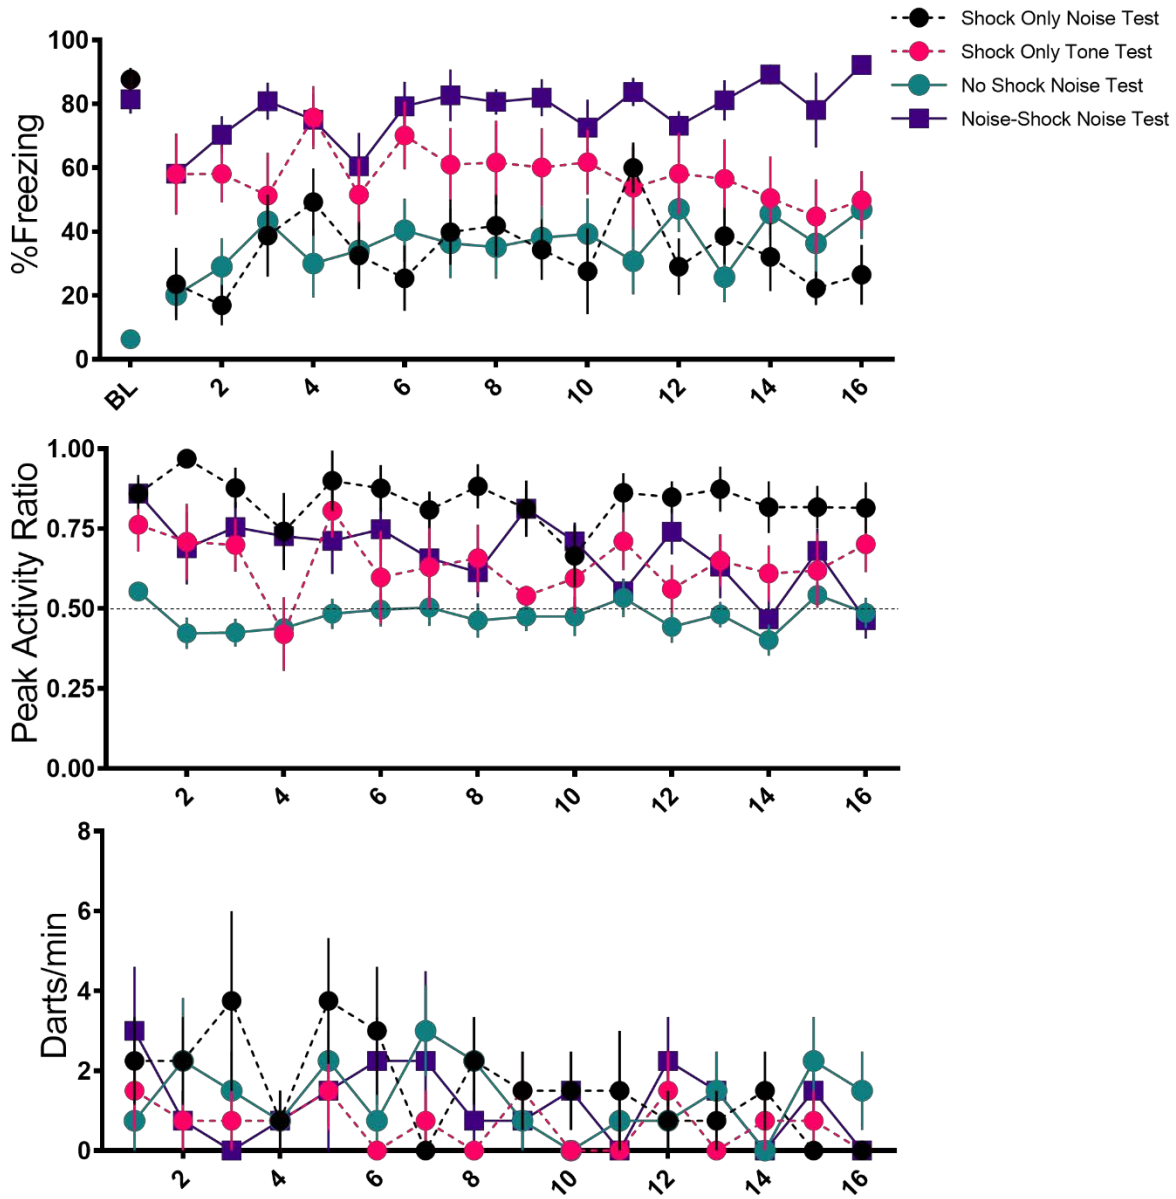 Shock Only Noise Test
Shock Only Tone Test
No Shock Noise Test
Noise-Shock Noise Test
%Freezing
100
80
60
40
20
0
BL 2 4 6 8 10 12 14 16
Peak Activity Ratio
1.00
0.75
0.50
0.25
0.00
2 4 6 8 10 12 14 16
Darts/min
8
6
4
2
0
2 4 6 8 10 12 14 16